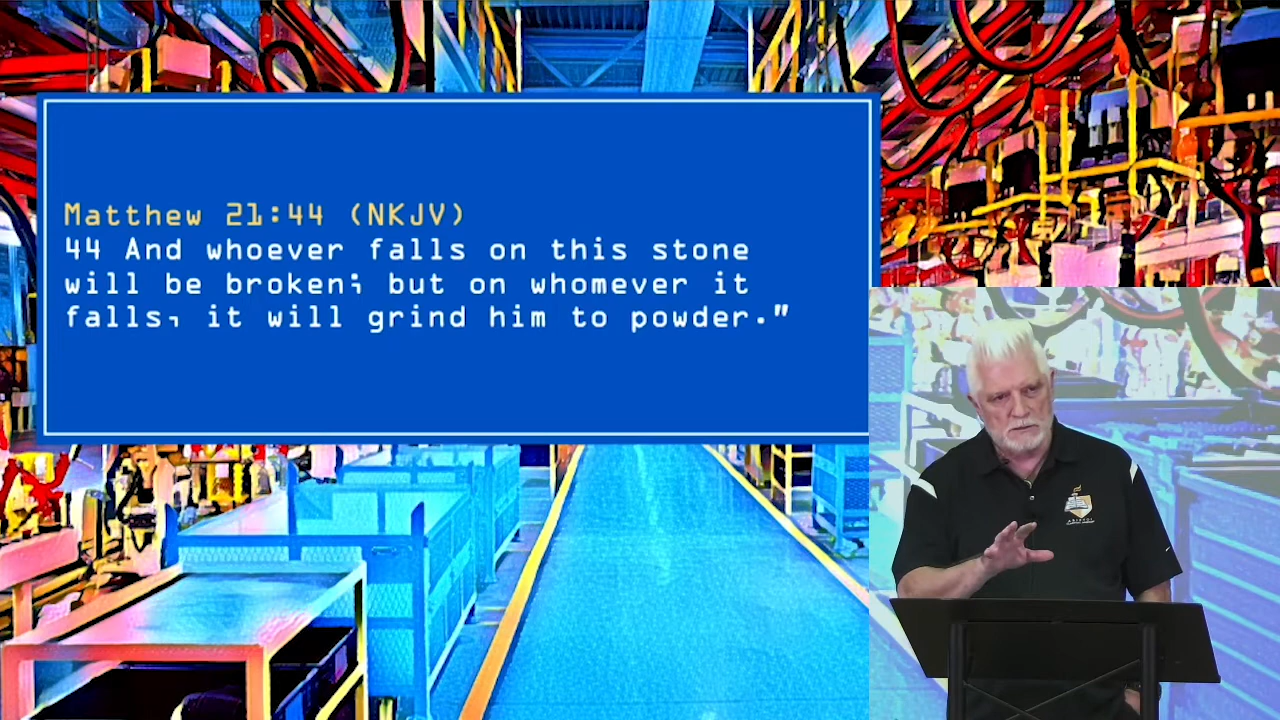 Matthew 21:44 (NKJV)
44 And whoever falls on this stone
will be broken; but on whomever it
falls, it will grind him to powder.”